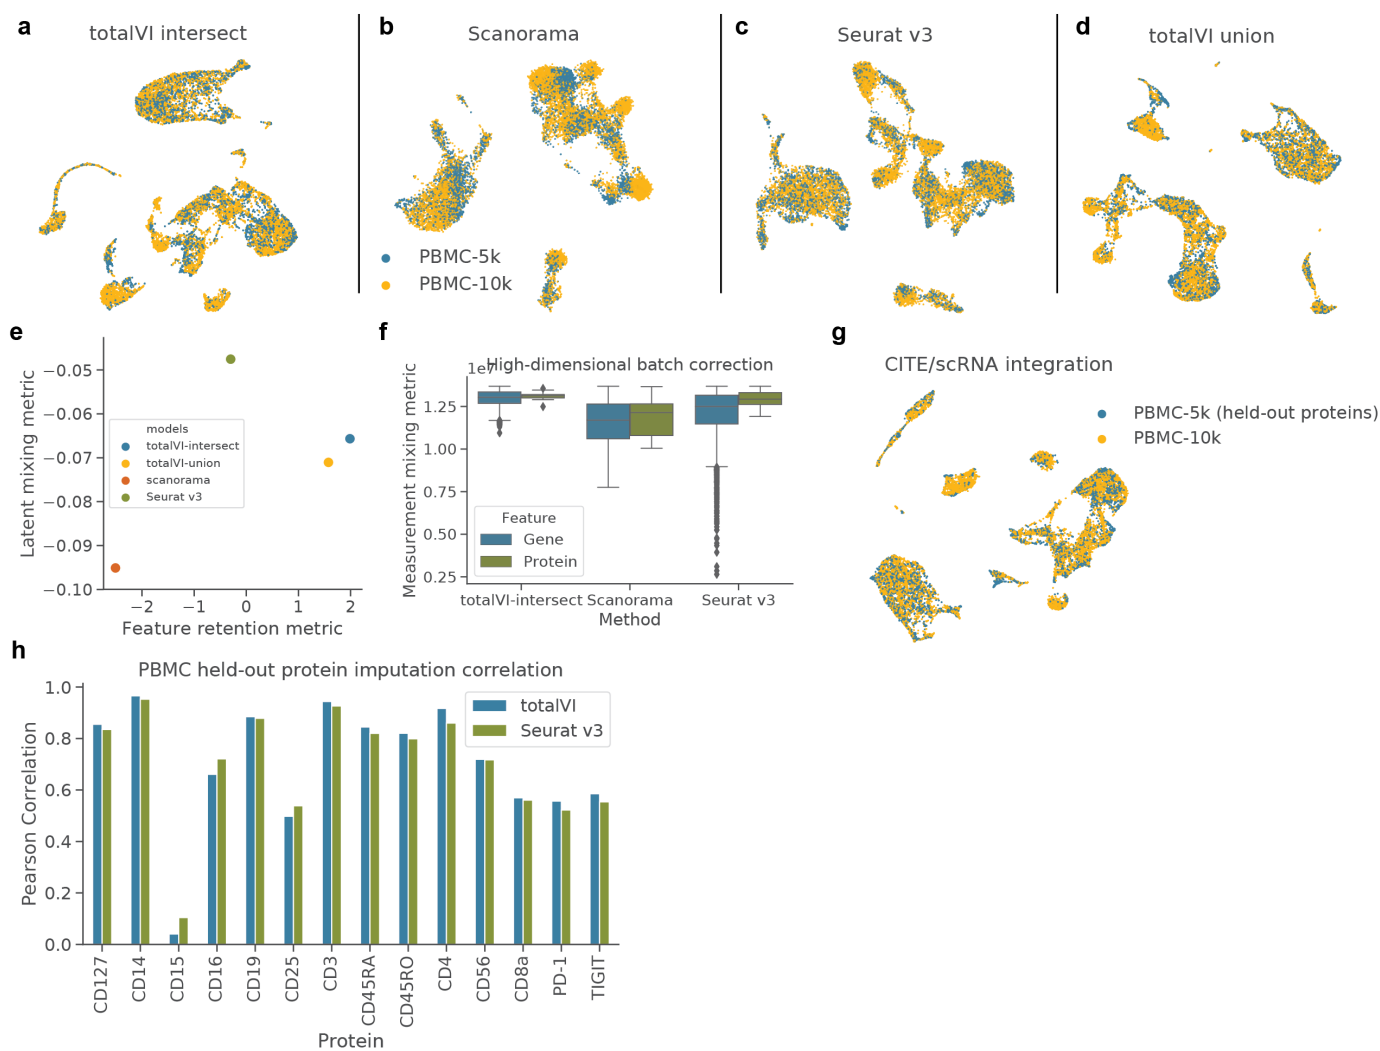 a
totalVI intersect
b
Scanorama
PBMC-5k
PBMC-10k
c
Seurat v3
d
totalVI union
e
Latent mixing metric
−0.05
−0.06
−0.07
−0.08
−0.09
−0.10
models
totalVI-intersect
totalVI-union
scanorama
Seurat v3
−2
−1
0
1
2
Feature retention metric
f
1e7
High-dimensional batch correction
Measurement mixing metric
1.25
1.00
0.75
0.50
0.25
Feature
Gene
Protein
totalVI-intersect
Scanorama
Seurat v3
Method
g
CITE/scRNA integration
PBMC-5k (held-out proteins)
PBMC-10k
h
PBMC held-out protein imputation correlation
Pearson Correlation
1.0
0.8
0.6
0.4
0.2
0.0
totalVI
Seurat v3
CD127
CD14
CD15
CD16
CD19
CD25
CD3
CD45RA
CD45RO
CD4
CD56
CD8a
PD-1
TIGIT
Protein